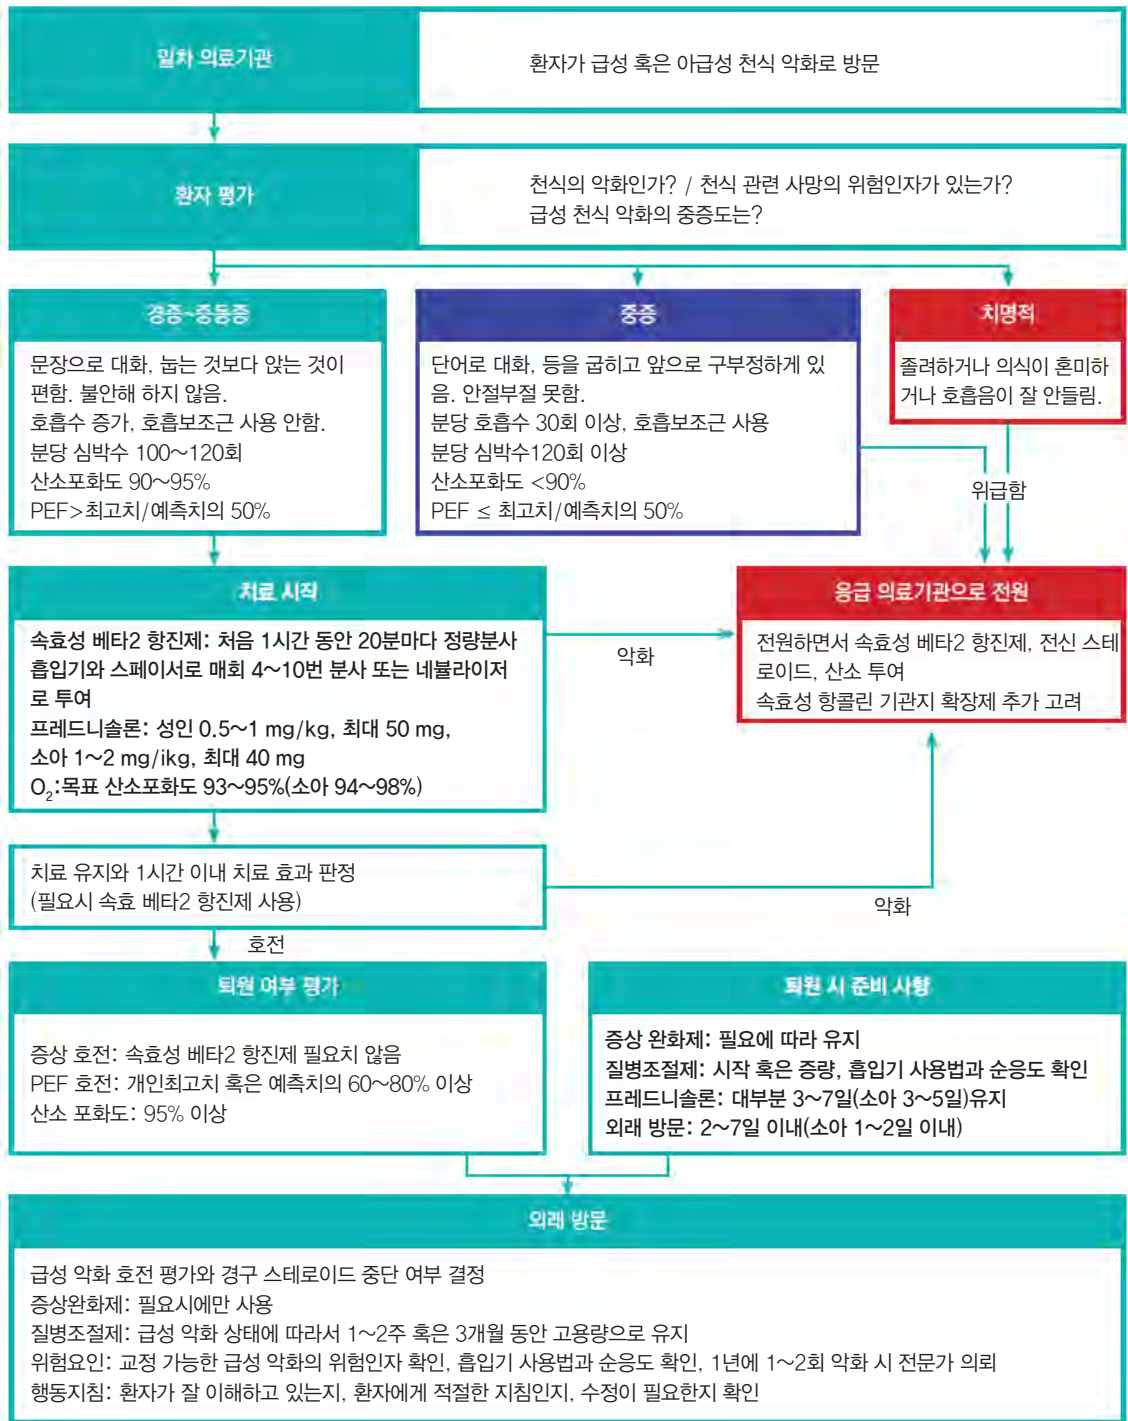 일차 의료기관
환자가 급성 혹은 아급성 천식 악화로 방문
환자 평가
천식의 악화인가? / 천식 관련 사망의 위험인자가 있는가?
급성 천식 악화의 중증도는?
경증~중등증
문장으로 대화, 눕는 것보다 앉는 것이
편함. 불안해 하지 않음.
호흡수 증가, 호흡보조근 사용 안함.
분당 심박수 100~120회
산소포화도 90~95%
PEF>최고치/예측치의 50%
중증
단어로 대화, 등을 굽히고 앞으로 구부정하게 있
음. 안절부절 못함.
분당 호흡수 30회 이상, 호흡보조근 사용
분당 심박수120회 이상
산소포화도 <90%
PEF ≤ 최고치/예측치의 50%
치명적
졸려하거나 의식이 혼미하
거나 호흡음이 잘 안들림.
위급함
치료 시작
속효성 베타2 항진제: 처음 1시간 동안 20분마다 정량분사
흡입기와 스페이서로 매회 4~10번 분사 또는 네뷸라이저
로 투여
프레드니솔론: 성인 0.5~1 mg/kg, 최대 50 mg,
소아 1~2 mg/ikg, 최대 40 mg
O₂:목표 산소포화도 93~95%(소아 94~98%)
악화
응급 의료기관으로 전원
전원하면서 속효성 베타2 항진제, 전신 스테
로이드, 산소 투여
속효성 항콜린 기관지 확장제 추가 고려
치료 유지와 1시간 이내 치료 효과 판정
(필요시 속효 베타2 항진제 사용)
악화
호전
퇴원 여부 평가
증상 호전: 속효성 베타2 항진제 필요치 않음
PEF 호전: 개인최고치 혹은 예측치의 60~80% 이상
산소 포화도: 95% 이상
퇴원 시 준비 사항
증상 완화제: 필요에 따라 유지
질병조절제: 시작 혹은 증량, 흡입기 사용법과 순응도 확인
프레드니솔론: 대부분 3~7일(소아 3~5일)유지
외래 방문: 2~7일 이내(소아 1~2일 이내)
외래 방문
급성 악화 호전 평가와 경구 스테로이드 중단 여부 결정
증상완화제: 필요시에만 사용
질병조절제: 급성 악화 상태에 따라서 1~2주 혹은 3개월 동안 고용량으로 유지
위험요인: 교정 가능한 급성 악화의 위험인자 확인, 흡입기 사용법과 순응도 확인, 1년에 1~2회 악화 시 전문가 의뢰
행동지침: 환자가 잘 이해하고 있는지, 환자에게 적절한 지침인지, 수정이 필요한지 확인